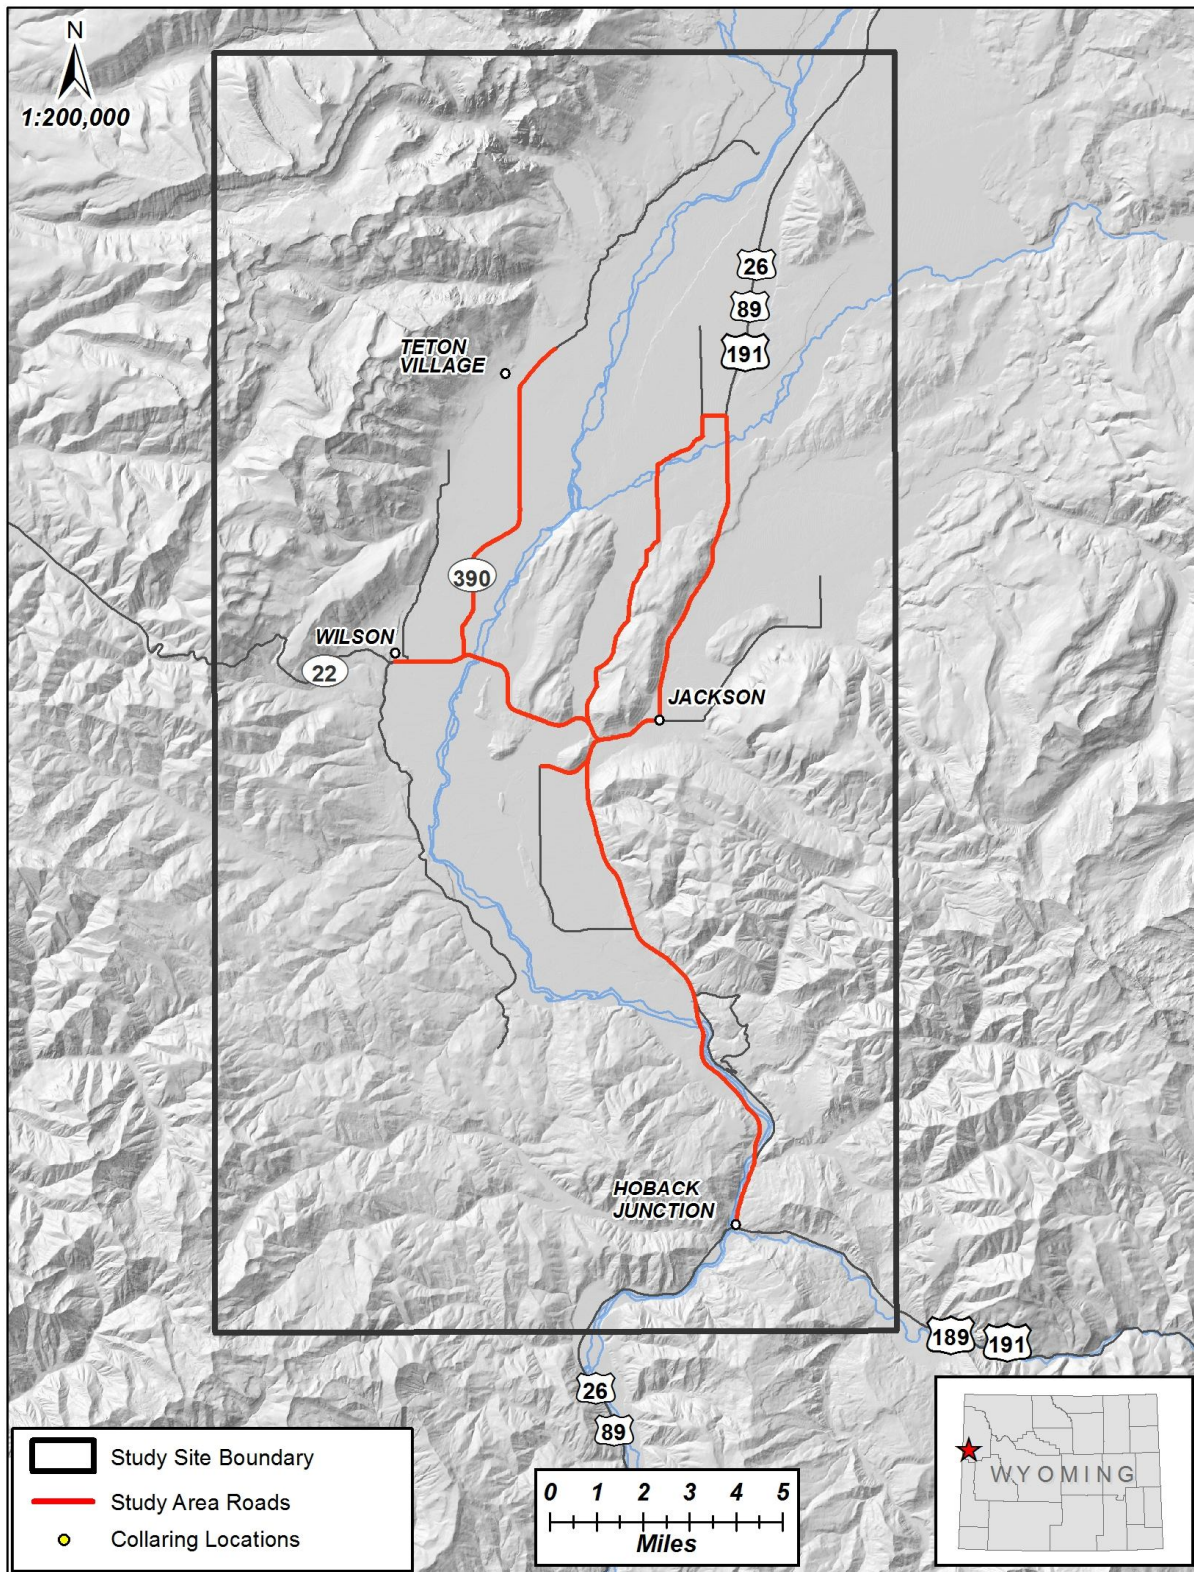 N
1:200,000
26
89
191
TETON
VILLAGE
390
WILSON
22
JACKSON
HOBACK
JUNCTION
189
191
26
89
Study Site Boundary
Study Area Roads
Collaring Locations
0 1 2 3 4 5
Miles
WYOMING